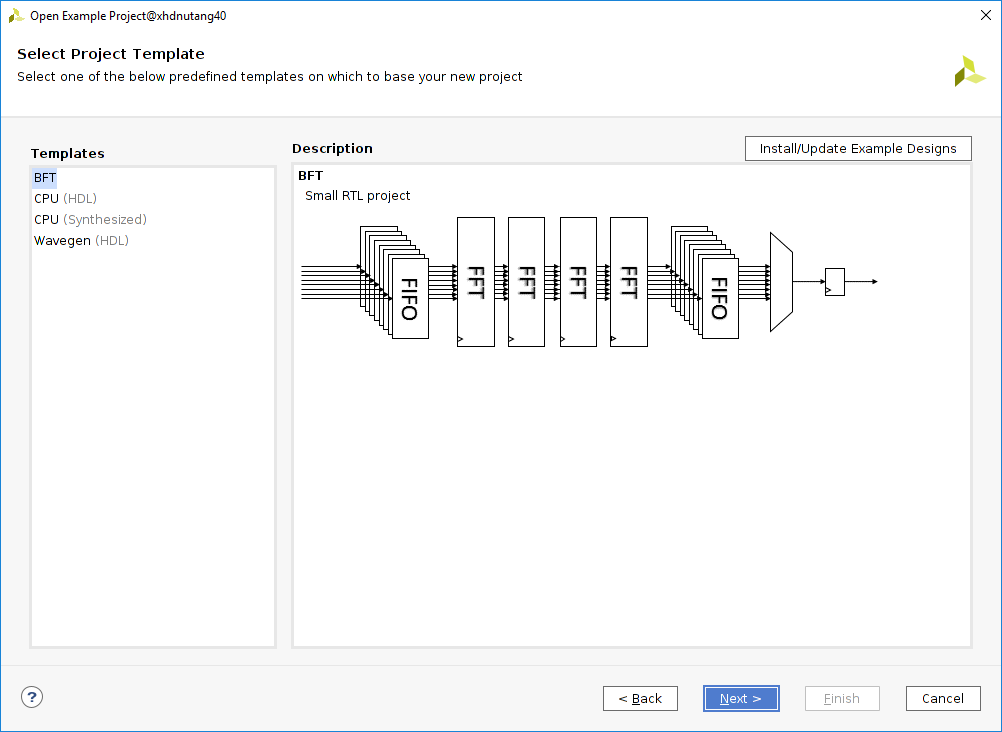 Open Example Project@xhdnutang40
Select Project Template
Select one of the below predefined templates on which to base your new project
Templates
BFT
CPU (HDL)
CPU (Synthesized)
Wavegen (HDL)
Description
Install/Update Example Designs
BFT
Small RTL project
FIFO
FFT
FFT
FFT
FFT
FIFO
?
< Back
Next >
Finish
Cancel